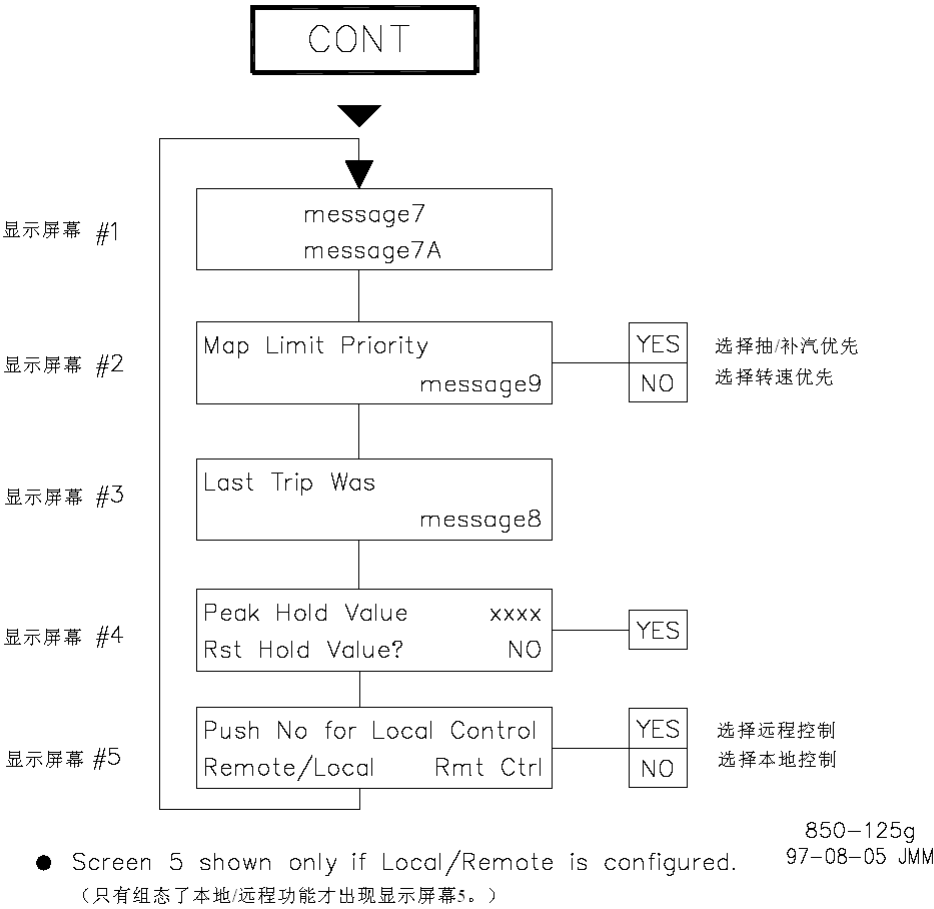 CONT
显示屏幕 #1
message7
message7A
显示屏幕 #2
Map Limit Priority
message9
YES 选择抽/补汽优先
NO 选择转速优先
显示屏幕 #3
Last Trip Was
message8
显示屏幕 #4
Peak Hold Value xxxx
Rst Hold Value? NO
YES
显示屏幕 #5
Push No for Local Control
Remote/Local Rmt Ctrl
YES 选择远程控制
NO 选择本地控制
850-125g
97-08-05 JMM
● Screen 5 shown only if Local/Remote is configured.
（只有组态了本地/远程功能才出现显示屏幕5。）